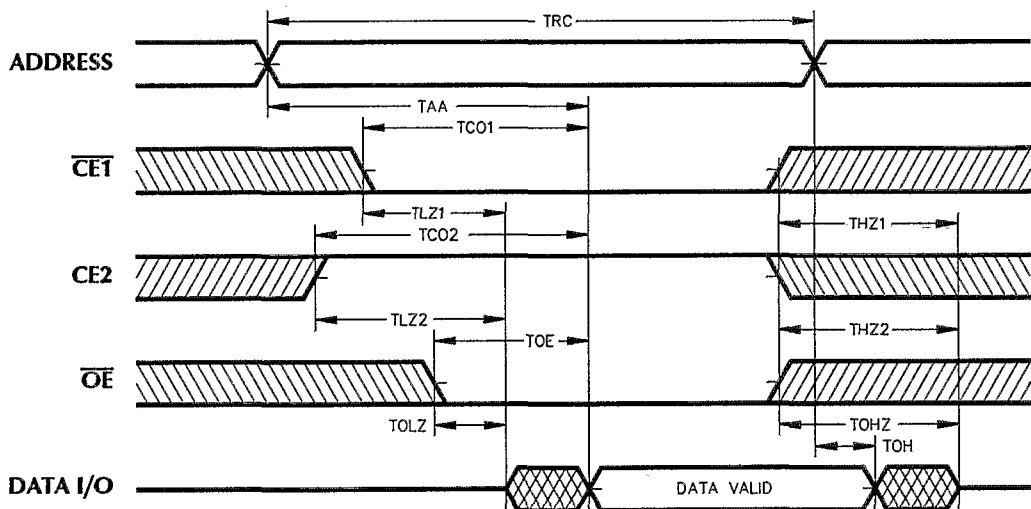 TRC
ADDRESS
TAA
TCO1
CE1
TLZ1
THZ1
TCO2
CE2
TLZ2
THZ2
TOE
OE
TOLZ
TOHZ
TOH
DATA I/O
DATA VALID